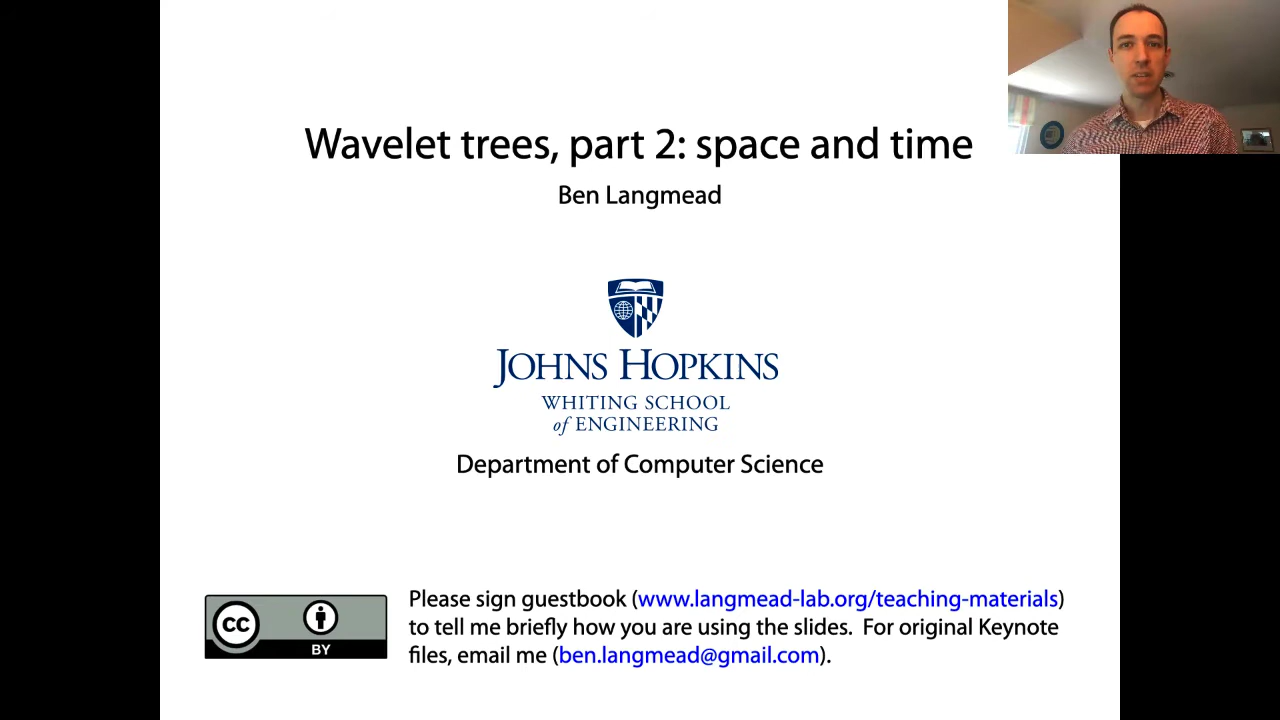 Wavelet trees, part 2: space and time
Ben Langmead
JOHNS HOPKINS
WHITING SCHOOL
of ENGINEERING
Department of Computer Science
CC
BY
Please sign guestbook (www.langmead-lab.org/teaching-materials)
to tell me briefly how you are using the slides. For original Keynote
files, email me (ben.langmead@gmail.com).